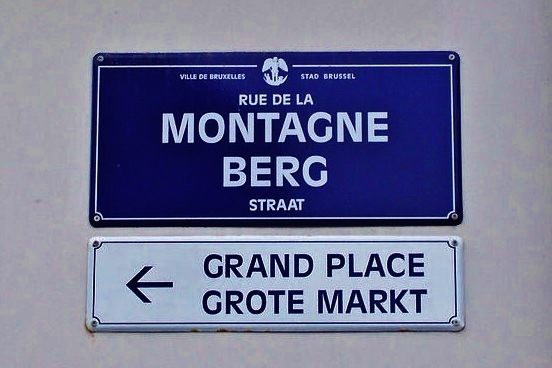 VILLE DE BRUXELLES STAD BRUSSEL
RUE DE LA
MONTAGNE
BERG
STRAAT
GRAND PLACE
GROTE MARKT